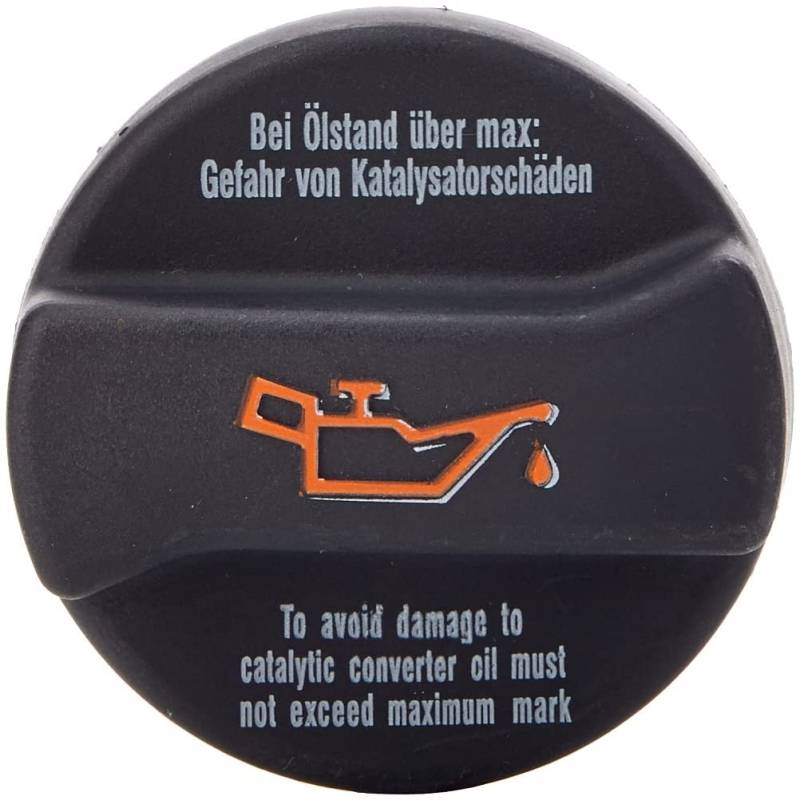 Bei Ölstand über max:
Gefahr von Katalysatorschäden
To avoid damage to
catalytic converter oil must
not exceed maximum mark